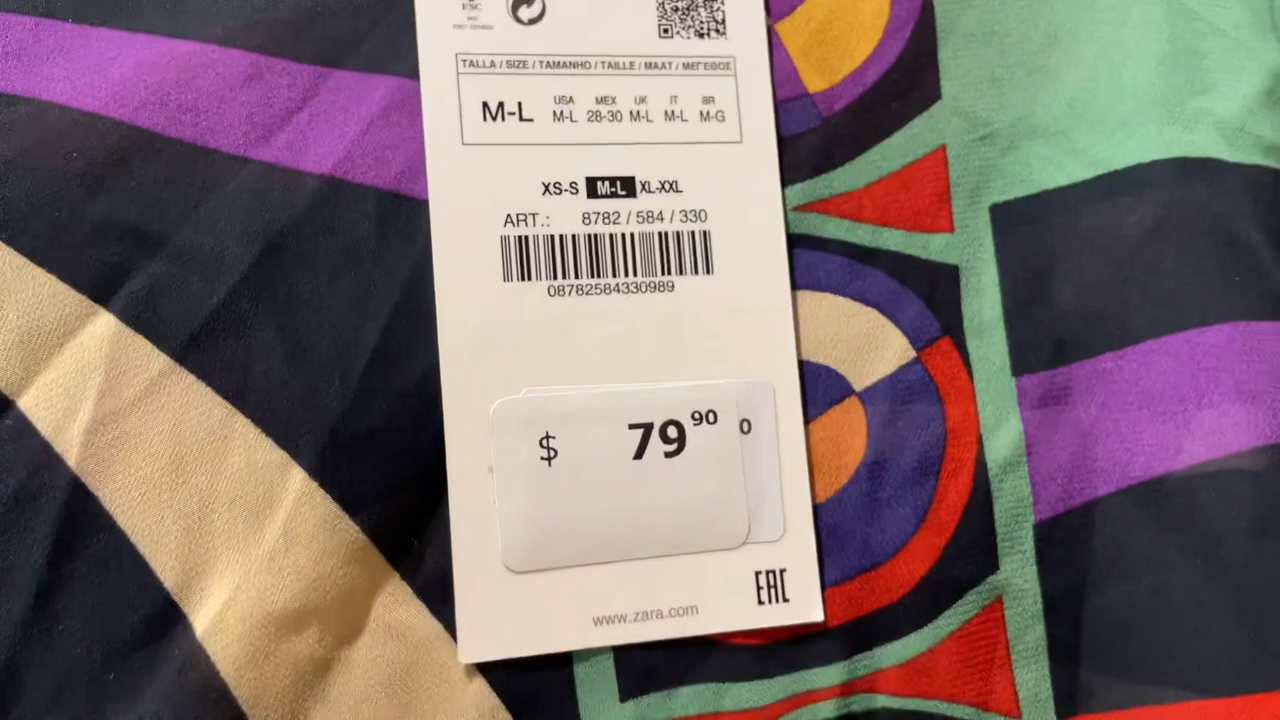 FSC
TALLA / SIZE / TAMANHO / TAILLE / MAAT / ΜΕΓΕΘΟΣ
M-L
USA MEX UK IT BR
M-L 28-30 M-L M-L M-G
XS-S M-L XL-XXL
ART.: 8782 / 584 / 330
08782584330989
$ 79 90
0
www.zara.com
EAC